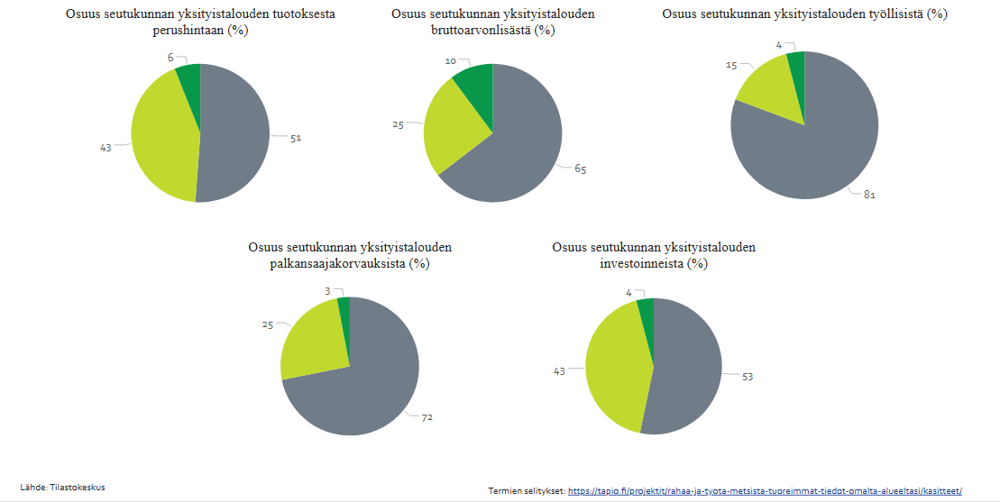 Osuus seutukunnan yksityistalouden tuotoksesta
perushintaan (%)
6
43
51
Osuus seutukunnan yksityistalouden
bruttoarvonlisästä (%)
10
25
65
Osuus seutukunnan yksityistalouden työllisistä (%)
4
15
81
Osuus seutukunnan yksityistalouden
palkansaajakorvauksista (%)
3
25
72
Osuus seutukunnan yksityistalouden
investoinneista (%)
4
43
53
Lähde: Tilastokeskus
Termien selitykset: https://tapio.fi/projektit/rahaa-ja-tyota-metsista-tuoreimmat-tiedot-omalta-alueeltasi/kasitteet/